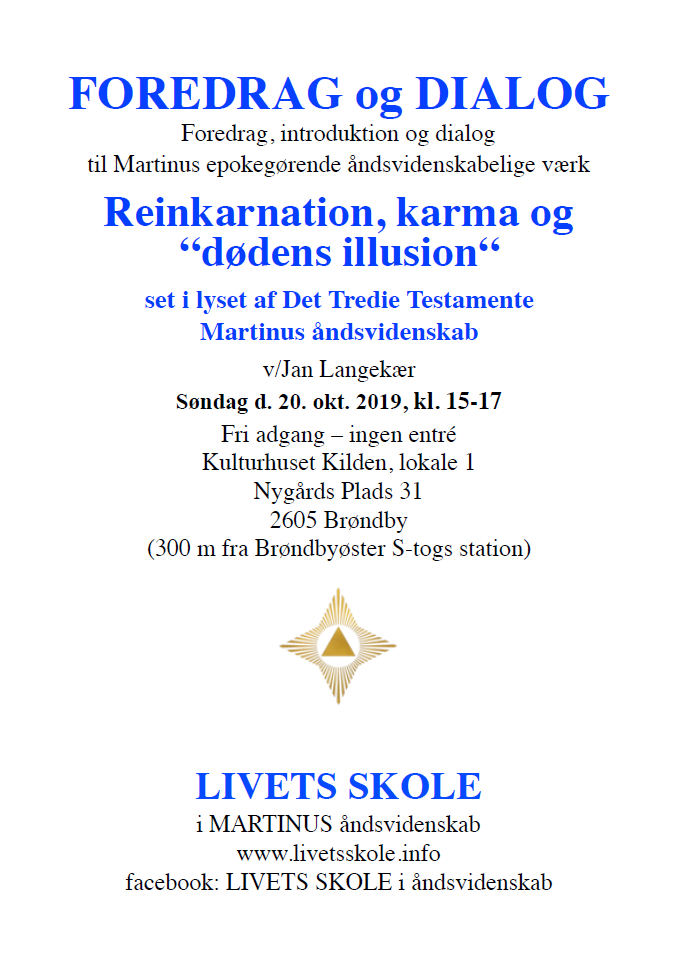 FOREDRAG og DIALOG
Foredrag, introduktion og dialog
til Martinus epokegørende åndsvidenskabelige værk
Reinkarnation, karma og
“dødens illusion“
set i lyset af Det Tredie Testamente
Martinus åndsvidenskab
v/Jan Langekær
Søndag d. 20. okt. 2019, kl. 15-17
Fri adgang – ingen entré
Kulturhuset Kilden, lokale 1
Nygårds Plads 31
2605 Brøndby
(300 m fra Brøndbyøster S-togs station)
LIVETS SKOLE
i MARTINUS åndsvidenskab
www.livetsskole.info
facebook: LIVETS SKOLE i åndsvidenskab